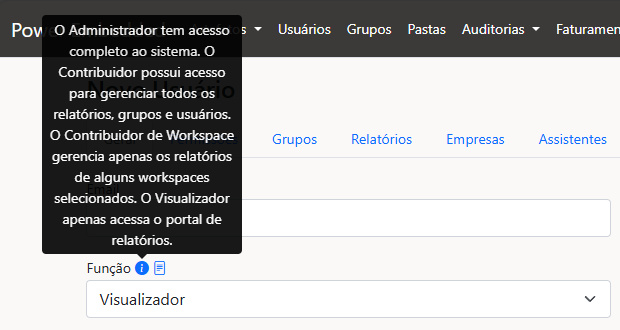 Powe
Usuários
Grupos
Pastas
Auditorias
Faturamen
O Administrador tem acesso
completo ao sistema. O
Contribuidor possui acesso
para gerenciar todos os
relatórios, grupos e usuários.
O Contribuidor de Workspace
gerencia apenas os relatórios
de alguns workspaces
selecionados. O Visualizador
apenas acessa o portal de
relatórios.
Grupos
Relatórios
Empresas
Assistentes
Função
Visualizador